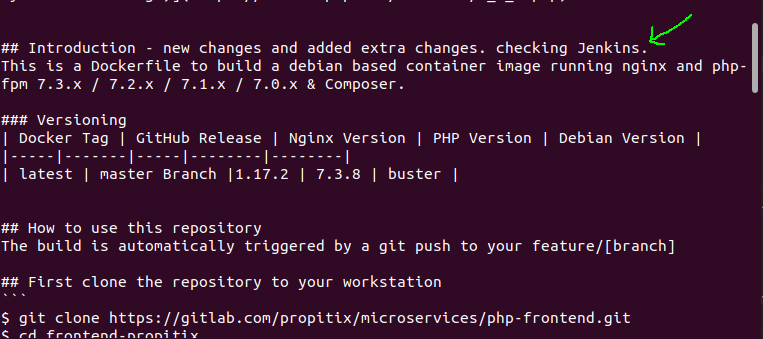 ## Introduction - new changes and added extra changes. checking Jenkins.
This is a Dockerfile to build a debian based container image running nginx and php-
fpm 7.3.x / 7.2.x / 7.1.x / 7.0.x & Composer.
### Versioning
| Docker Tag | GitHub Release | Nginx Version | PHP Version | Debian Version |
|-----|-------|-----|--------|--------|
| latest | master Branch |1.17.2 | 7.3.8 | buster |
## How to use this repository
The build is automatically triggered by a git push to your feature/[branch]
## First clone the repository to your workstation
```
$ git clone https://gitlab.com/propitix/microservices/php-frontend.git
$ cd frontend-propitix